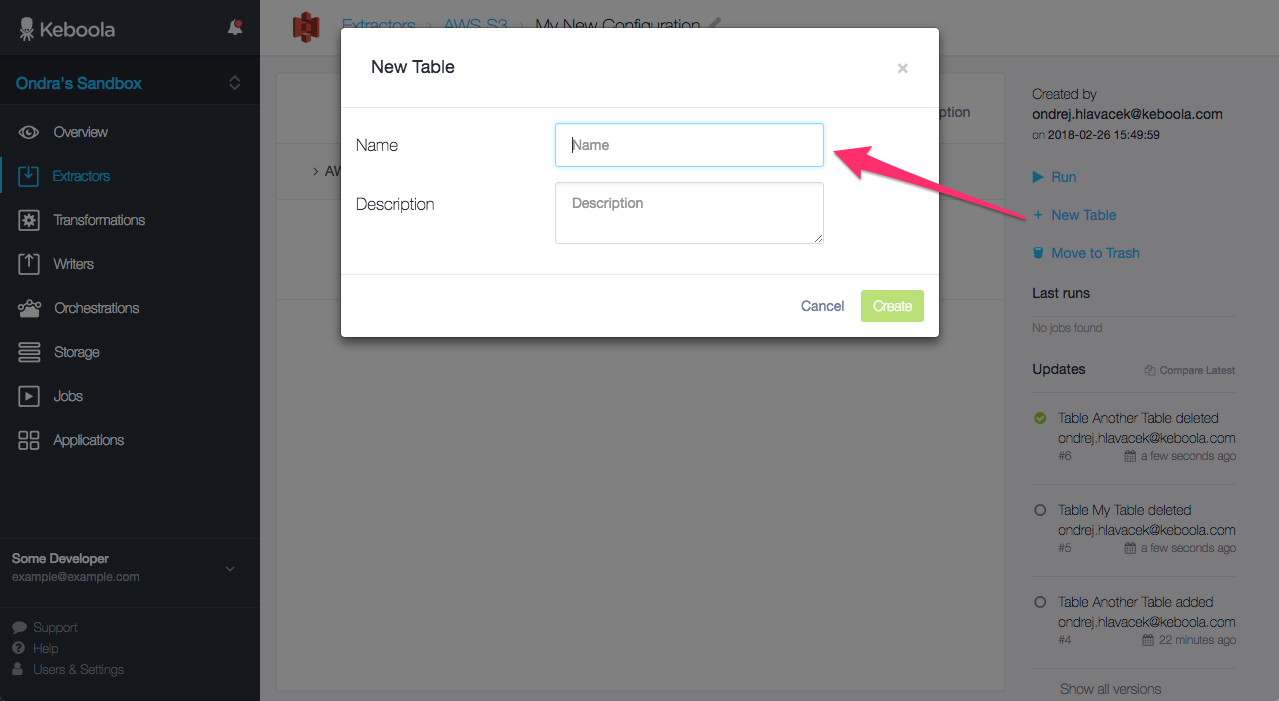 Keboola
Ondra's Sandbox
Overview
Extractors
Transformations
Writers
Orchestrations
Storage
Jobs
Applications
Some Developer
example@example.com
Support
Help
Users & Settings
Extractors > AWS S3 > My New Configuration
New Table
×
Name
Name
Description
Description
Cancel
Create
ption
> AW
Created by
ondrej.hlavacek@keboola.com
on 2018-02-26 15:49:59
Run
+ New Table
Move to Trash
Last runs
No jobs found
Updates
Compare Latest
Table Another Table deleted
ondrej.hlavacek@keboola.com
#6 a few seconds ago
Table My Table deleted
ondrej.hlavacek@keboola.com
#5 a few seconds ago
Table Another Table added
ondrej.hlavacek@keboola.com
#4 22 minutes ago
Show all versions